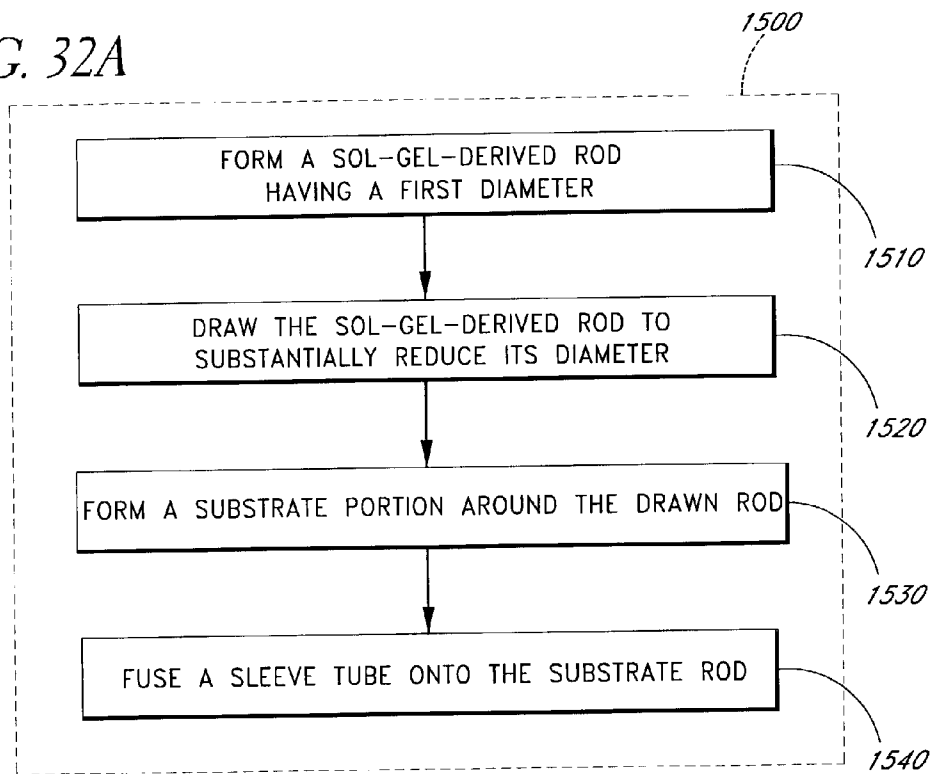 G. 32A
1500
FORM A SOL-GEL-DERIVED ROD
HAVING A FIRST DIAMETER
1510
DRAW THE SOL-GEL-DERIVED ROD TO
SUBSTANTIALLY REDUCE ITS DIAMETER
1520
FORM A SUBSTRATE PORTION AROUND THE DRAWN ROD
1530
FUSE A SLEEVE TUBE ONTO THE SUBSTRATE ROD
1540